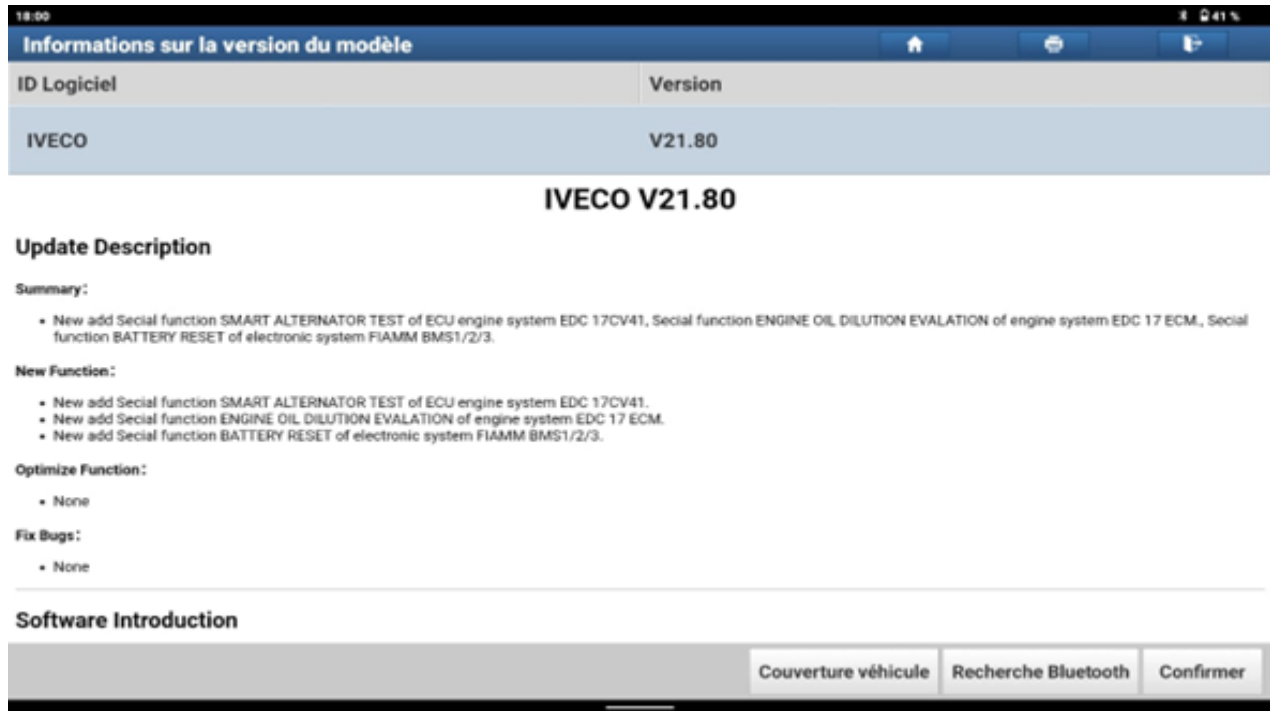 18:00 41 %
Informations sur la version du modèle
ID Logiciel Version
IVECO V21.80
IVECO V21.80
Update Description
Summary:
• New add Secial function SMART ALTERNATOR TEST of ECU engine system EDC 17CV41, Secial function ENGINE OIL DILUTION EVALATION of engine system EDC 17 ECM., Secial
function BATTERY RESET of electronic system FIAMM BMS1/2/3.
New Function:
• New add Secial function SMART ALTERNATOR TEST of ECU engine system EDC 17CV41.
• New add Secial function ENGINE OIL DILUTION EVALATION of engine system EDC 17 ECM.
• New add Secial function BATTERY RESET of electronic system FIAMM BMS1/2/3.
Optimize Function:
• None
Fix Bugs:
• None
Software Introduction
Couverture véhicule Recherche Bluetooth Confirmer